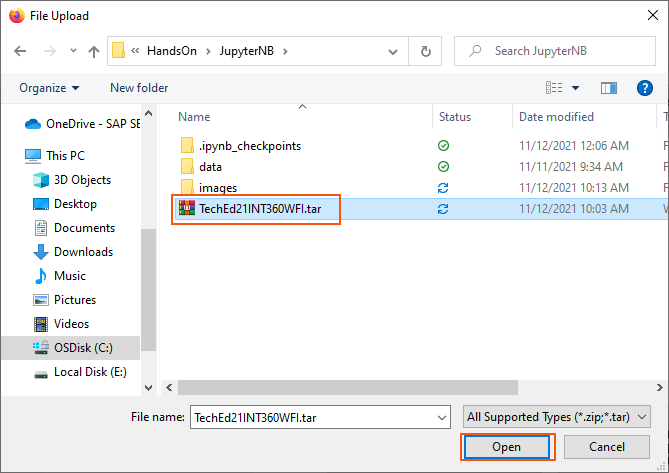 File Upload
« HandsOn > JupyterNB >
Search JupyterNB
Organize New folder
Name Status Date modified T
OneDrive - SAP SE
This PC
3D Objects
Desktop
Documents
Downloads
Music
Pictures
Videos
OSDisk (C:)
Local Disk (E:)
.ipynb_checkpoints 11/12/2021 12:06 AM F
data 11/11/2021 9:34 AM F
images 11/12/2021 10:13 AM F
TechEd21INT360WFI.tar 11/12/2021 10:03 AM W
File name: TechEd21INT360WFI.tar All Supported Types (*.zip;*.tar)
Open Cancel